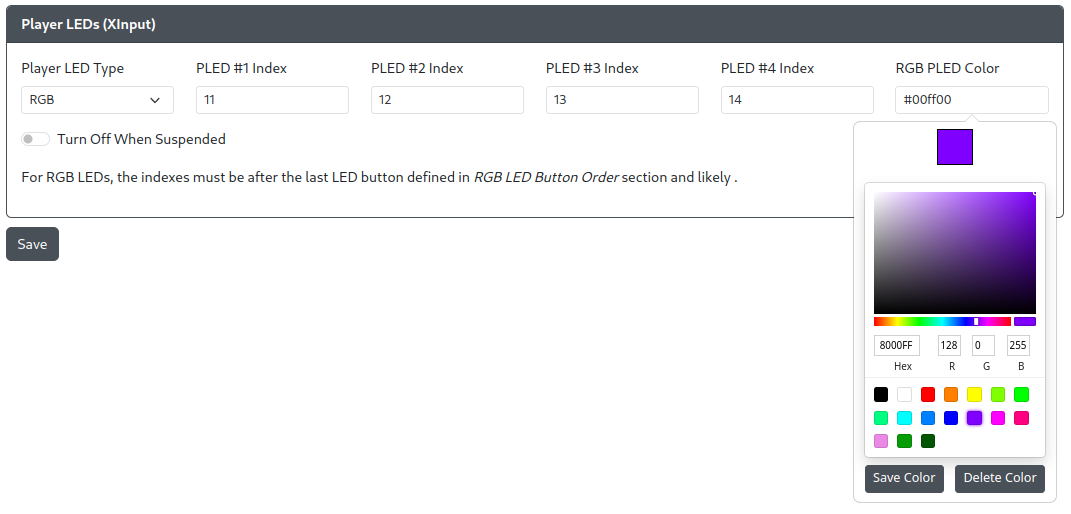 Player LEDs (XInput)
Player LED Type PLED #1 Index PLED #2 Index PLED #3 Index PLED #4 Index RGB PLED Color
RGB 11 12 13 14 #00ff00
Turn Off When Suspended
For RGB LEDs, the indexes must be after the last LED button defined in RGB LED Button Order section and likely .
Save
8000FF 128 0 255
Hex R G B
Save Color Delete Color